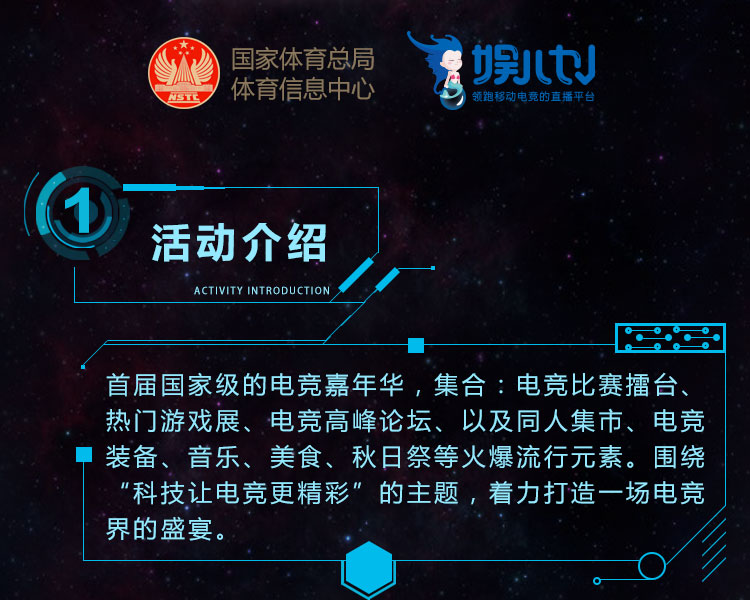 国家体育总局
体育信息中心
NSTC
娱儿TV
领跑移动电竞的直播平台
1
活动介绍
ACTIVITY INTRODUCTION
首届国家级的电竞嘉年华，集合：电竞比赛擂台、
热门游戏展、电竞高峰论坛、以及同人集市、电竞
装备、音乐、美食、秋日祭等火爆流行元素。围绕
“科技让电竞更精彩”的主题，着力打造一场电竞
界的盛宴。